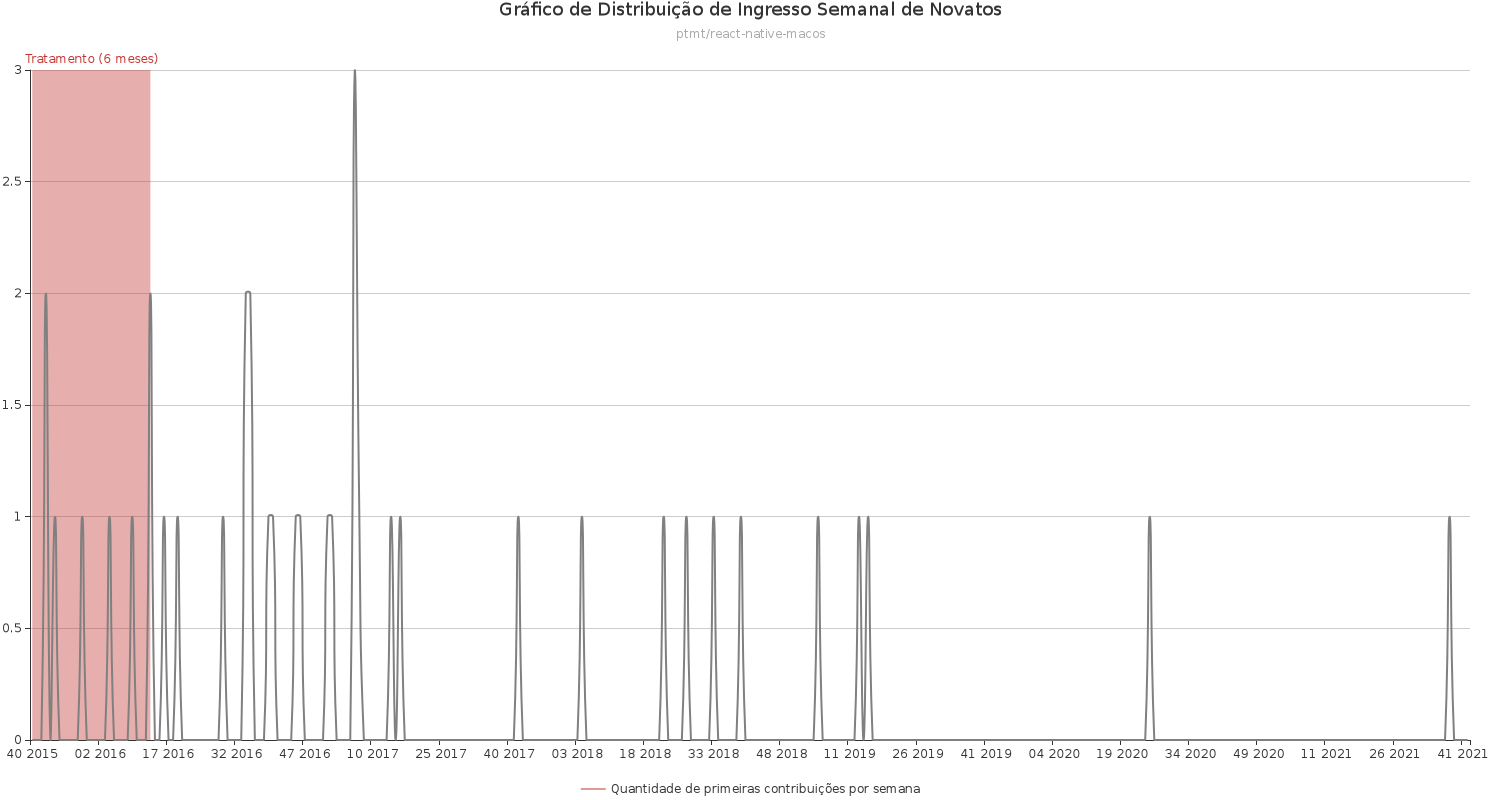 Gráfico de Distribuição de Ingresso Semanal de Novatos
ptmt/react-native-macos
Tratamento (6 meses)
3
2.5
2
1.5
1
0.5
0
40 2015 02 2016 17 2016 32 2016 47 2016 10 2017 25 2017 40 2017 03 2018 18 2018 33 2018 48 2018 11 2019 26 2019 41 2019 04 2020 19 2020 34 2020 49 2020 11 2021 26 2021 41 2021
Quantidade de primeiras contribuições por semana